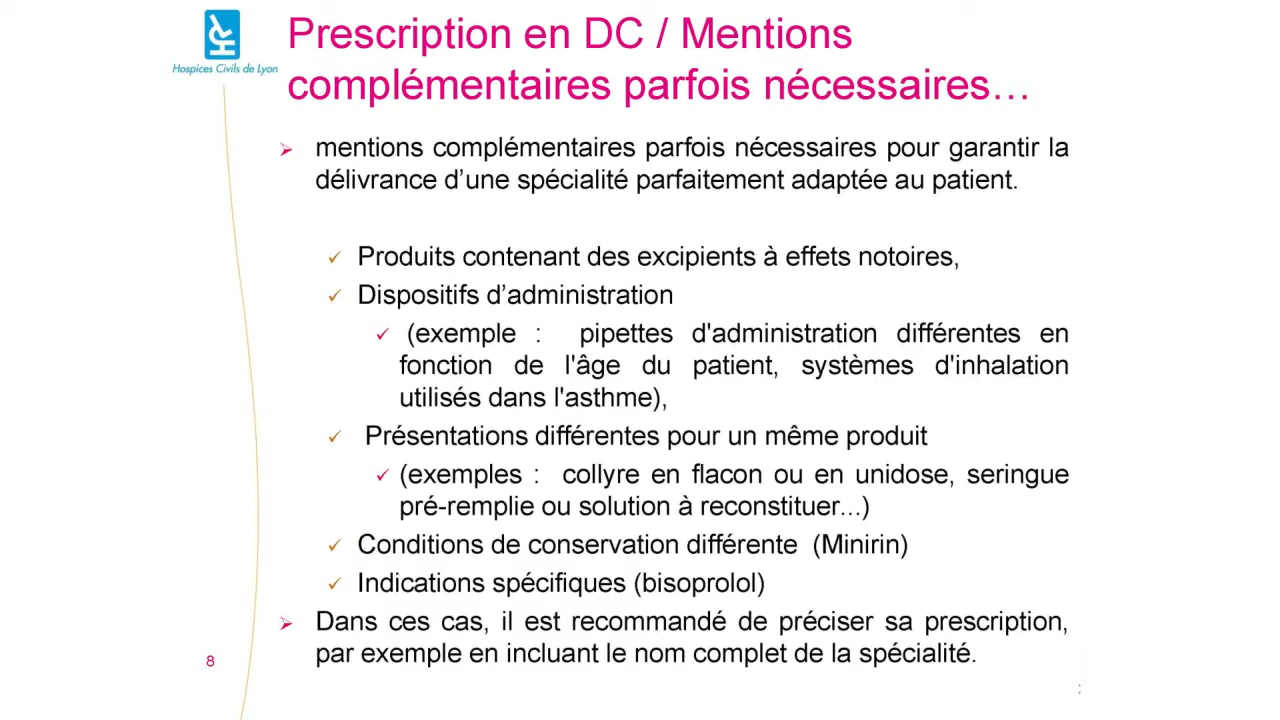 Hospices Civils de Lyon
Prescription en DC / Mentions
complémentaires parfois nécessaires…
mentions complémentaires parfois nécessaires pour garantir la
délivrance d’une spécialité parfaitement adaptée au patient.
Produits contenant des excipients à effets notoires,
Dispositifs d’administration
(exemple : pipettes d'administration différentes en
fonction de l'âge du patient, systèmes d'inhalation
utilisés dans l'asthme),
Présentations différentes pour un même produit
(exemples : collyre en flacon ou en unidose, seringue
pré-remplie ou solution à reconstituer...)
Conditions de conservation différente (Minirin)
Indications spécifiques (bisoprolol)
Dans ces cas, il est recommandé de préciser sa prescription,
par exemple en incluant le nom complet de la spécialité.
8
: